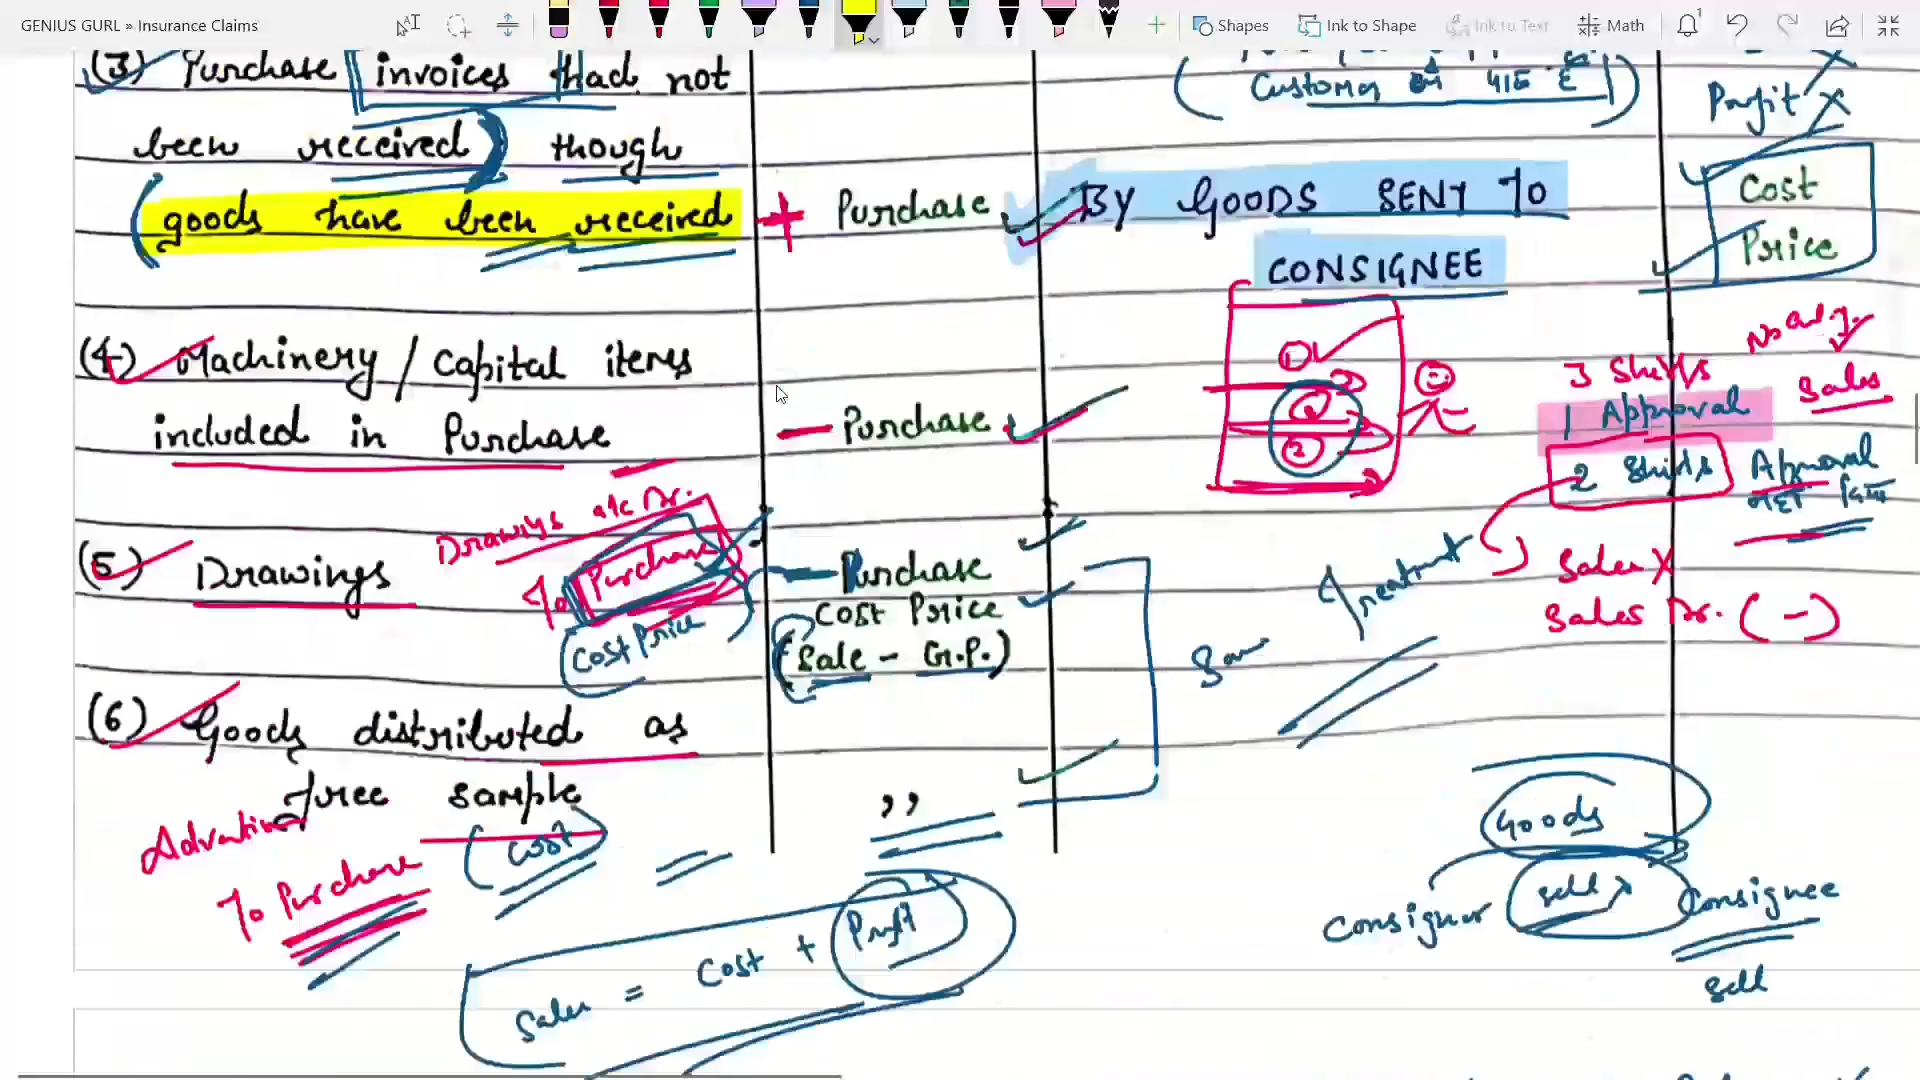 GENIUS GURL » Insurance Claims
Shapes
Ink to Shape
Ink to Text
Math
(3) Purchase invoices had not
been received though
goods have been received
+ Purchase
(4) Machinery / Capital items
included in Purchase
— Purchase
(5) Drawings
Drawings a/c Dr.
To Purchase
Cost Price
— Purchase
Cost Price
(Sale - G.P.)
(6) Goods distributed as
free sample
,,
(Cost)
To Purchase
Sales = Cost + Profit
Customer
BY GOODS SENT TO
CONSIGNEE
Profit X
Cost
Price
3 Shirts
1 Approval
Sales
2 Shirts
Approval
Sales X
Sales Dr. (-)
Treatment
Goods
Consignor
sell
Consignee
sell